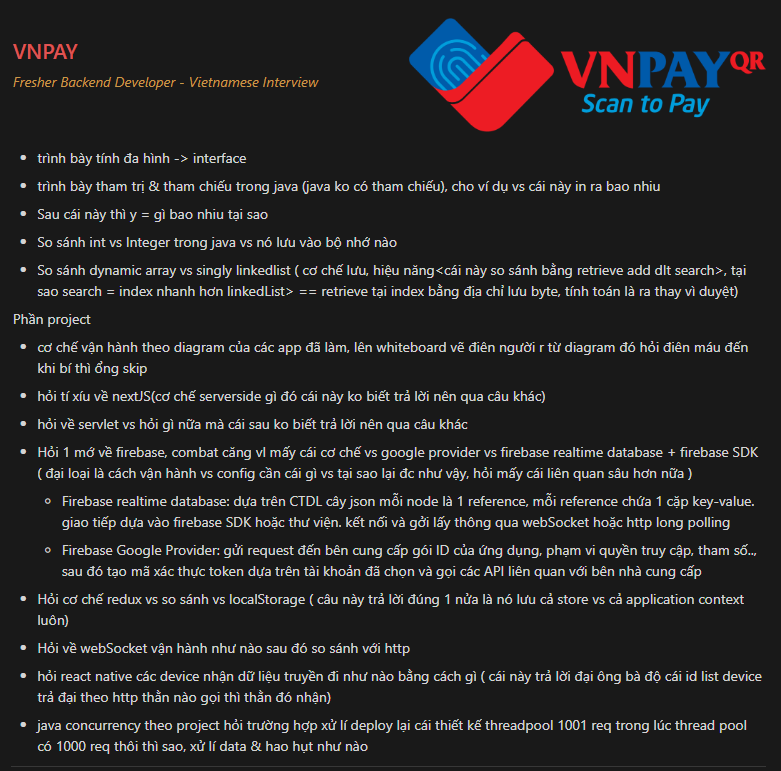 VNPAY
Fresher Backend Developer - Vietnamese Interview
VNPAYQR
Scan to Pay
trình bày tính đa hình -> interface
trình bày tham trị & tham chiếu trong java (java ko có tham chiếu), cho ví dụ vs cái này in ra bao nhiu
Sau cái này thì y = gì bao nhiu tại sao
So sánh int vs Integer trong java vs nó lưu vào bộ nhớ nào
So sánh dynamic array vs singly linkedlist ( cơ chế lưu, hiệu năng<cái này so sánh bằng retrieve add dlt search>, tại
sao search = index nhanh hơn linkedList> == retrieve tại index bằng địa chỉ lưu byte, tính toán là ra thay vì duyệt)
Phần project
cơ chế vận hành theo diagram của các app đã làm, lên whiteboard vẽ điên người r từ diagram đó hỏi điên máu đến
khi bí thì ổng skip
hỏi tí xíu về nextJS(cơ chế serverside gì đó cái này ko biết trả lời nên qua câu khác)
hỏi về servlet vs hỏi gì nữa mà cái sau ko biết trả lời nên qua câu khác
Hỏi 1 mớ về firebase, combat căng vl mấy cái cơ chế vs google provider vs firebase realtime database + firebase SDK
( đại loại là cách vận hành vs config cần cái gì vs tại sao lại đc như vậy, hỏi mấy cái liên quan sâu hơn nữa )
Firebase realtime database: dựa trên CTDL cây json mỗi node là 1 reference, mỗi reference chứa 1 cặp key-value.
giao tiếp dựa vào firebase SDK hoặc thư viện. kết nối và gởi lấy thông qua webSocket hoặc http long polling
Firebase Google Provider: gửi request đến bên cung cấp gói ID của ứng dụng, phạm vi quyền truy cập, tham số..,
sau đó tạo mã xác thực token dựa trên tài khoản đã chọn và gọi các API liên quan với bên nhà cung cấp
Hỏi cơ chế redux vs so sánh vs localStorage ( câu này trả lời đúng 1 nửa là nó lưu cả store vs cả application context
luôn)
Hỏi về webSocket vận hành như nào sau đó so sánh với http
hỏi react native các device nhận dữ liệu truyền đi như nào bằng cách gì ( cái này trả lời đại ông bà độ cái id list device
trả đại theo http thằn nào gọi thì thằn đó nhận)
java concurrency theo project hỏi trường hợp xử lí deploy lại cái thiết kế threadpool 1001 req trong lúc thread pool
có 1000 req thôi thì sao, xử lí data & hao hụt như nào